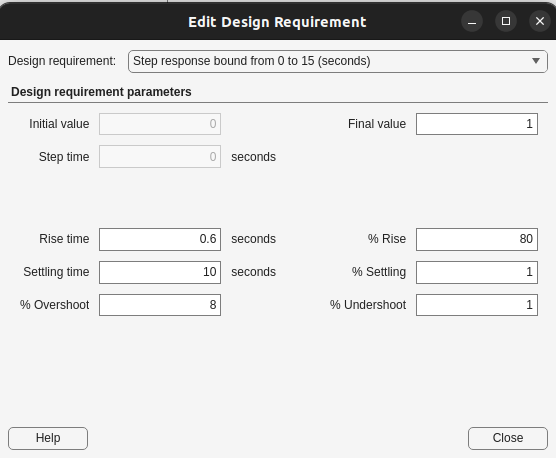 Edit Design Requirement
Design requirement: Step response bound from 0 to 15 (seconds)
Design requirement parameters
Initial value 0 Final value 1
Step time 0 seconds
Rise time 0.6 seconds % Rise 80
Settling time 10 seconds % Settling 1
% Overshoot 8 % Undershoot 1
Help Close